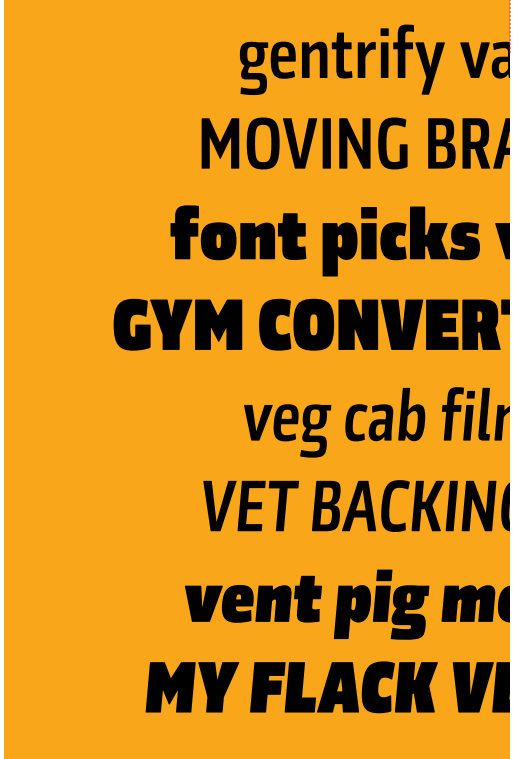 gentrify va
MOVING BRA
font picks v
GYM CONVERT
veg cab film
VET BACKING
vent pig mo
MY FLACK VE